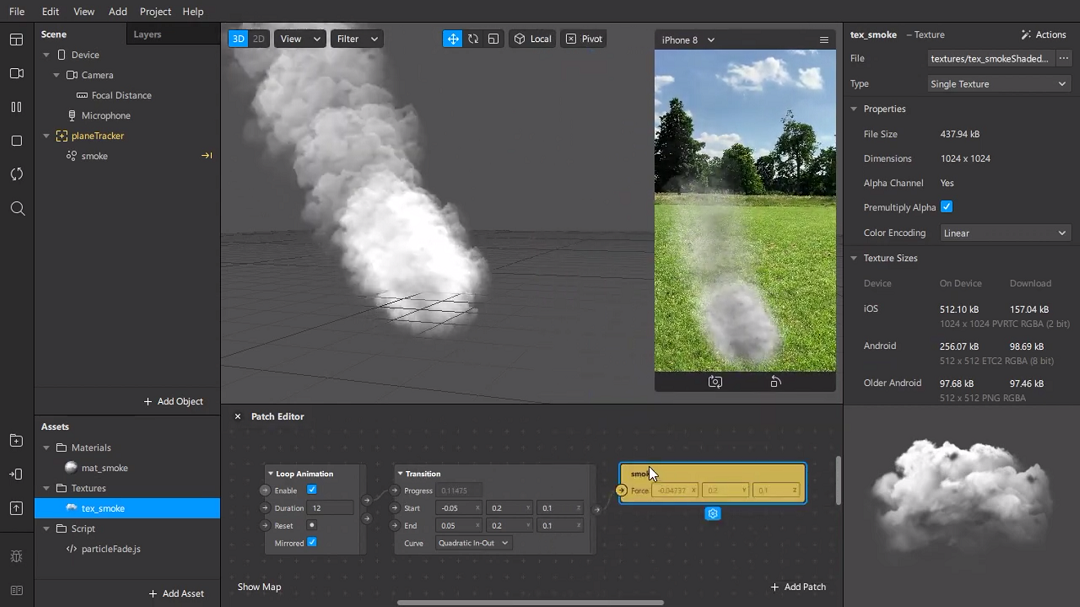 File Edit View Add Project Help
Scene Layers
Device
Camera
Focal Distance
Microphone
planeTracker
smoke
+ Add Object
Assets
Materials
mat_smoke
Textures
tex_smoke
Script
particleFade.js
+ Add Asset
3D 2D View Filter Local Pivot
iPhone 8
Patch Editor
Loop Animation
Enable
Duration 12
Reset
Mirrored
Transition
Progress 0.11475
Start -0.05 0.2 0.1
End 0.05 0.2 0.1
Curve Quadratic In-Out
Force -0.04737 X 0.2 Y 0.1 Z
Show Map
+ Add Patch
tex_smoke – Texture Actions
File textures/tex_smokeShaded... ...
Type Single Texture
Properties
File Size 437.94 kB
Dimensions 1024 x 1024
Alpha Channel Yes
Premultiply Alpha
Color Encoding Linear
Texture Sizes
Device On Device Download
iOS 512.10 kB 157.04 kB
1024 x 1024 PVRTC RGBA (2 bit)
Android 256.07 kB 98.69 kB
512 x 512 ETC2 RGBA (8 bit)
Older Android 97.68 kB 97.46 kB
512 x 512 PNG RGBA